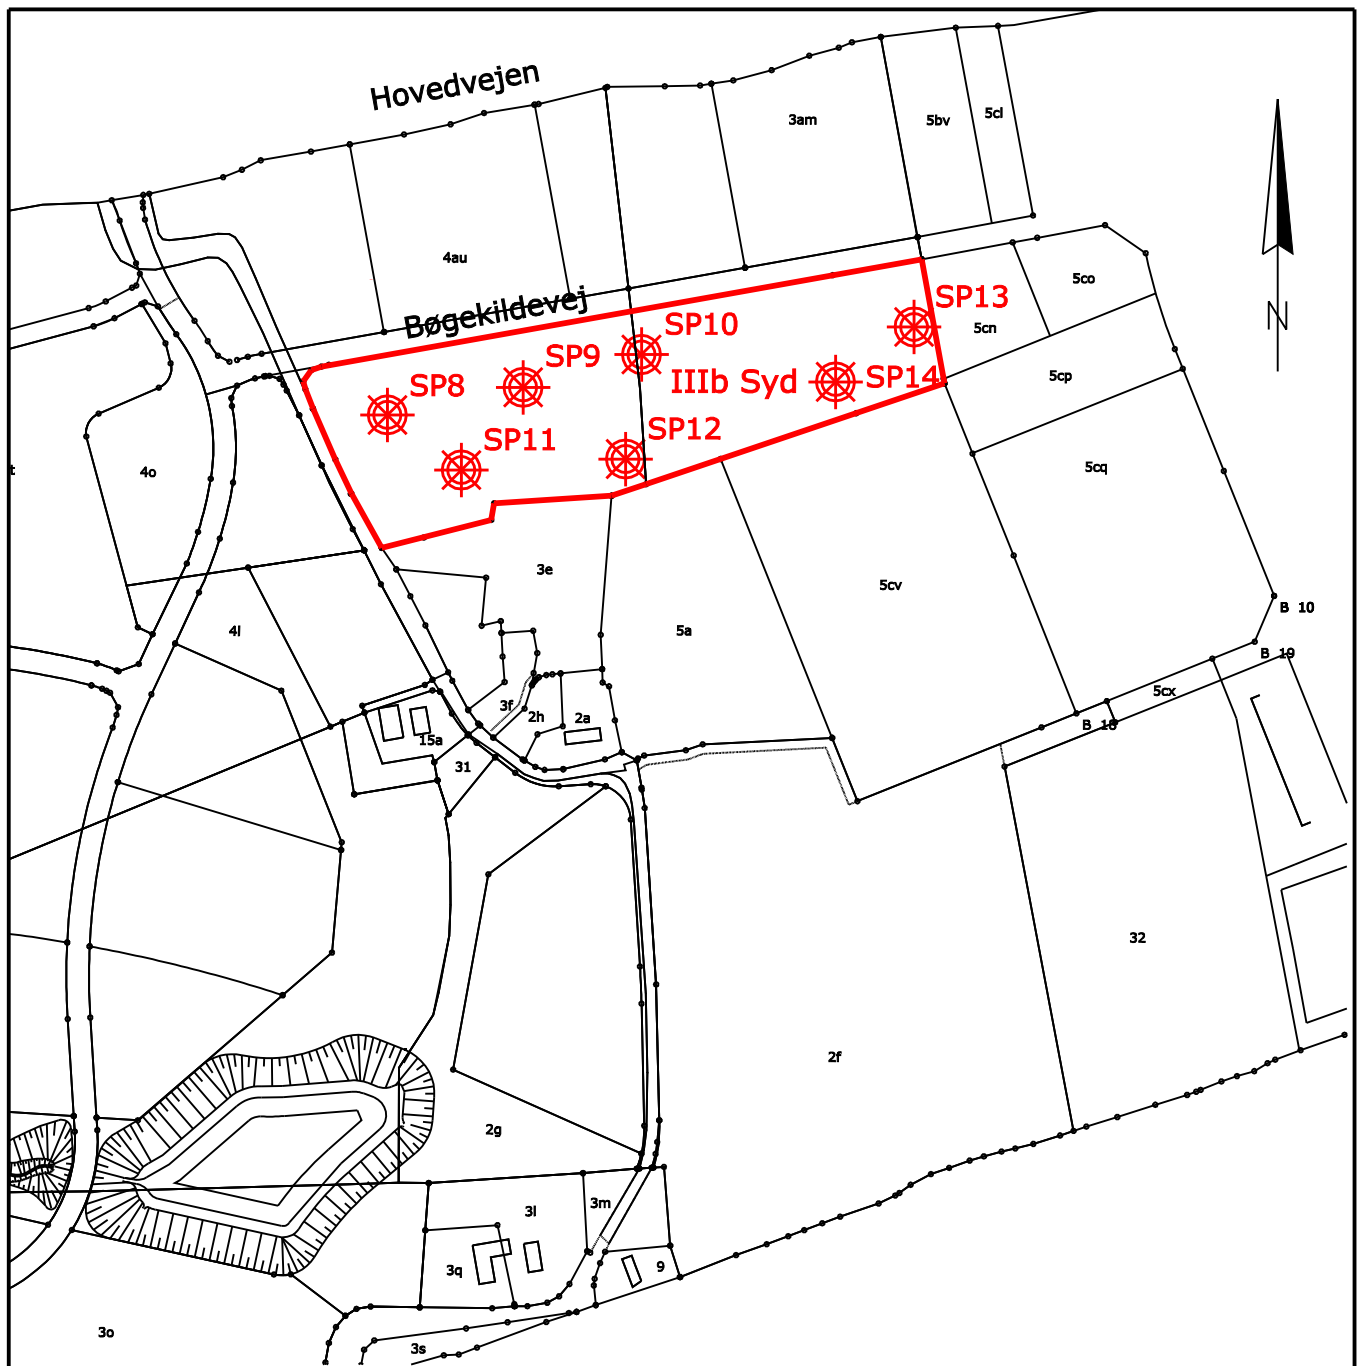 Hovedvejen
3am
5bv
5cl
4au
5co
Bøgekildevej
SP13
5cn
N
SP10
SP9
IIIb Syd
SP14
SP8
5cp
SP12
SP11
4o
t
5cq
3e
5cv
B 10
4l
5a
B 19
5cx
3f
2h
2a
B 18
15a
31
32
2f
2g
3l
3m
3q
9
3o
3s